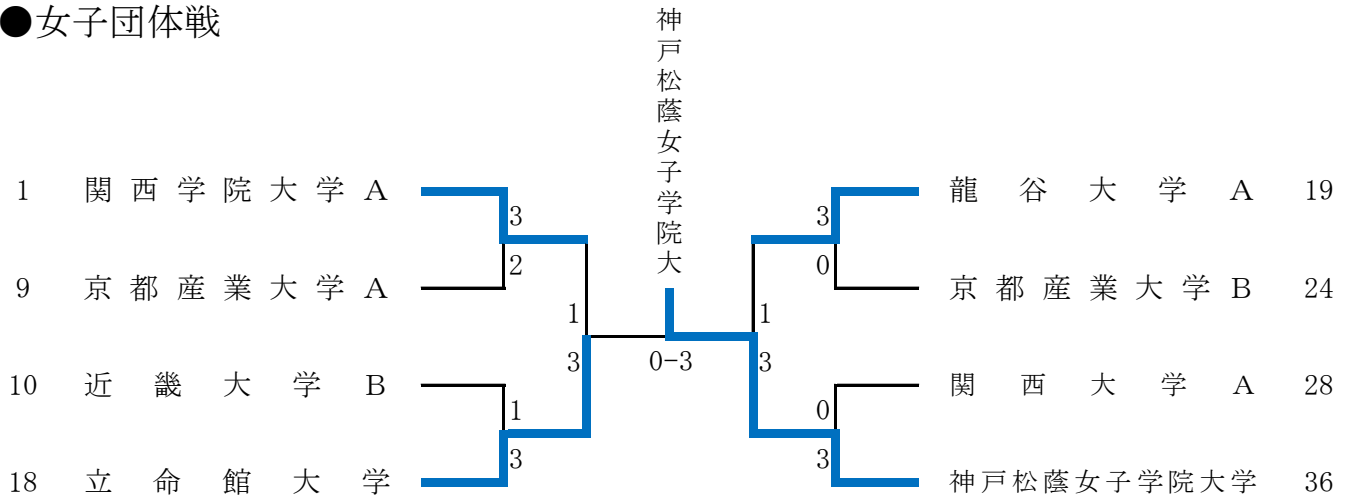 ●女子団体戦
神戸松蔭女子学院大
1 関西学院大学A
3
2
9 京都産業大学A
1
3
10 近畿大学B
1
3
18 立命館大学
0-3
龍谷大学A 19
3
0
京都産業大学B 24
1
3
関西大学A 28
0
3
神戸松蔭女子学院大学 36